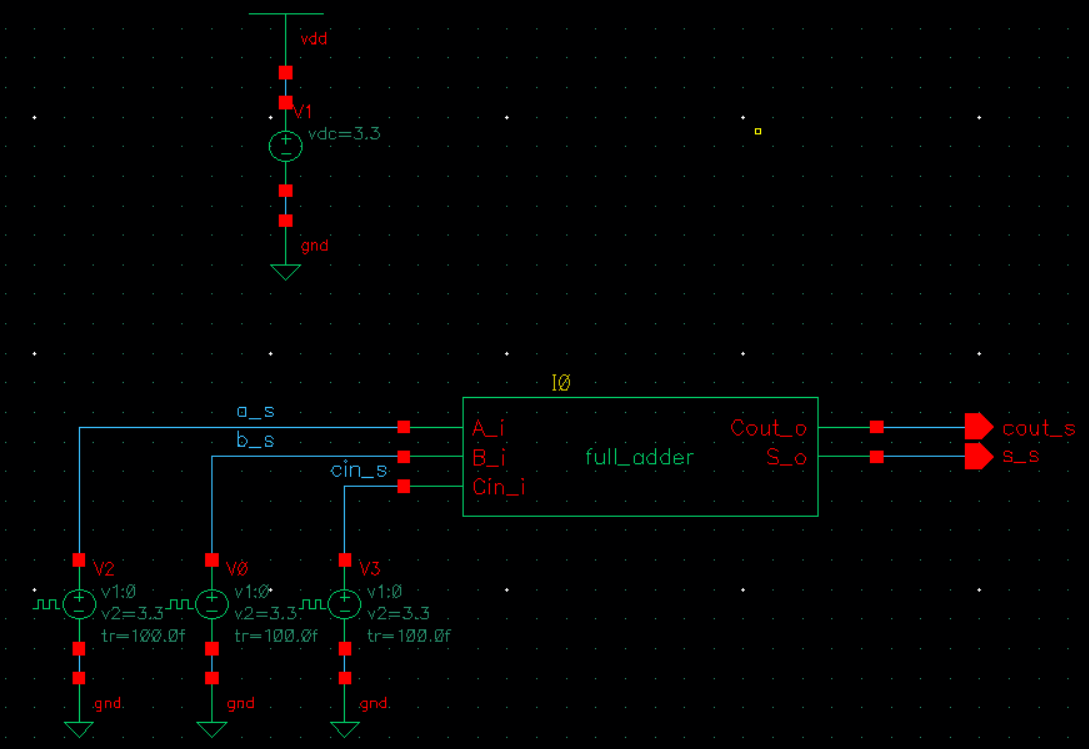 vdd
V1
vdc=3.3
gnd
I0
a_s
b_s
cin_s
A_i
B_i
Cin_i
full_adder
Cout_o
S_o
cout_s
s_s
V2
v1:0
v2=3.3
tr=100.0f
gnd
V0
v1:0
v2=3.3
tr=100.0f
gnd
V3
v1:0
v2=3.3
tr=100.0f
gnd